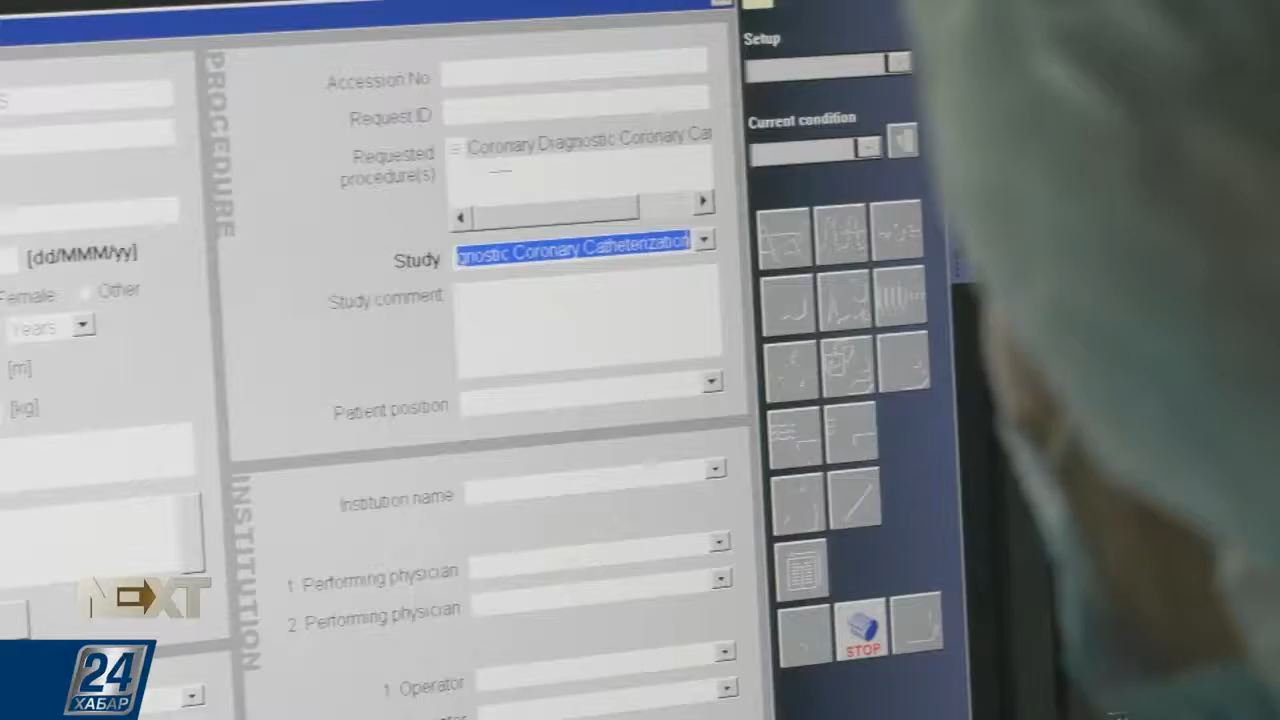 S
[dd/MMM/yy]
Female
Other
Years
[m]
[kg]
PROCEDURE
Accession No
Request ID
Requested
procedure(s)
Coronary Diagnostic Coronary Cat
Study
gnostic Coronary Catheterization
Study comment
Patient position
INSTITUTION
Institution name
1 Performing physician
2 Performing physician
1 Operator
Setup
Current condition
STOP
NEXT
24
ХАБАР